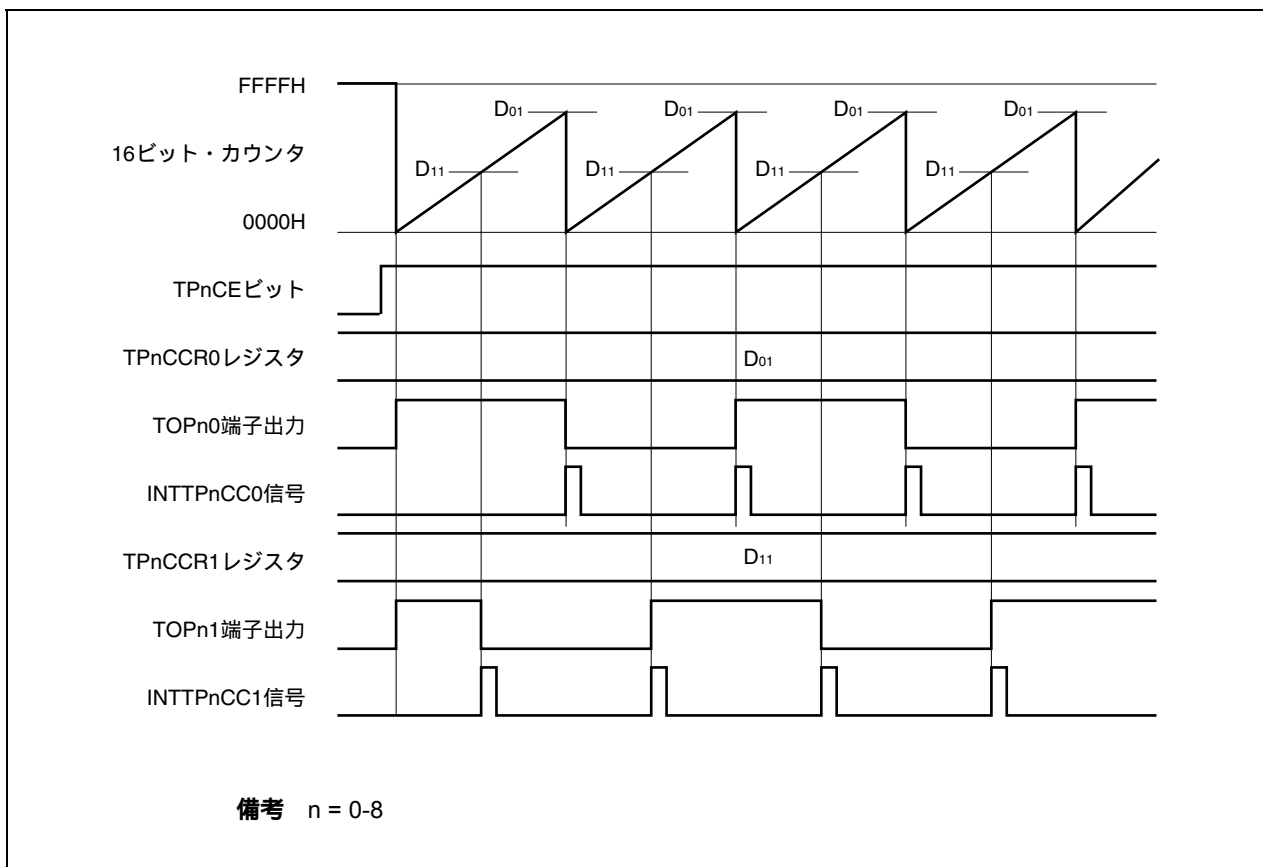 FFFFH
D01 D01 D01 D01
16ビット・カウンタ
D11 D11 D11 D11
0000H
TPnCEビット
TPnCCR0レジスタ D01
TOPn0端子出力
INTTPnCC0信号
TPnCCR1レジスタ D11
TOPn1端子出力
INTTPnCC1信号
備考 n = 0-8